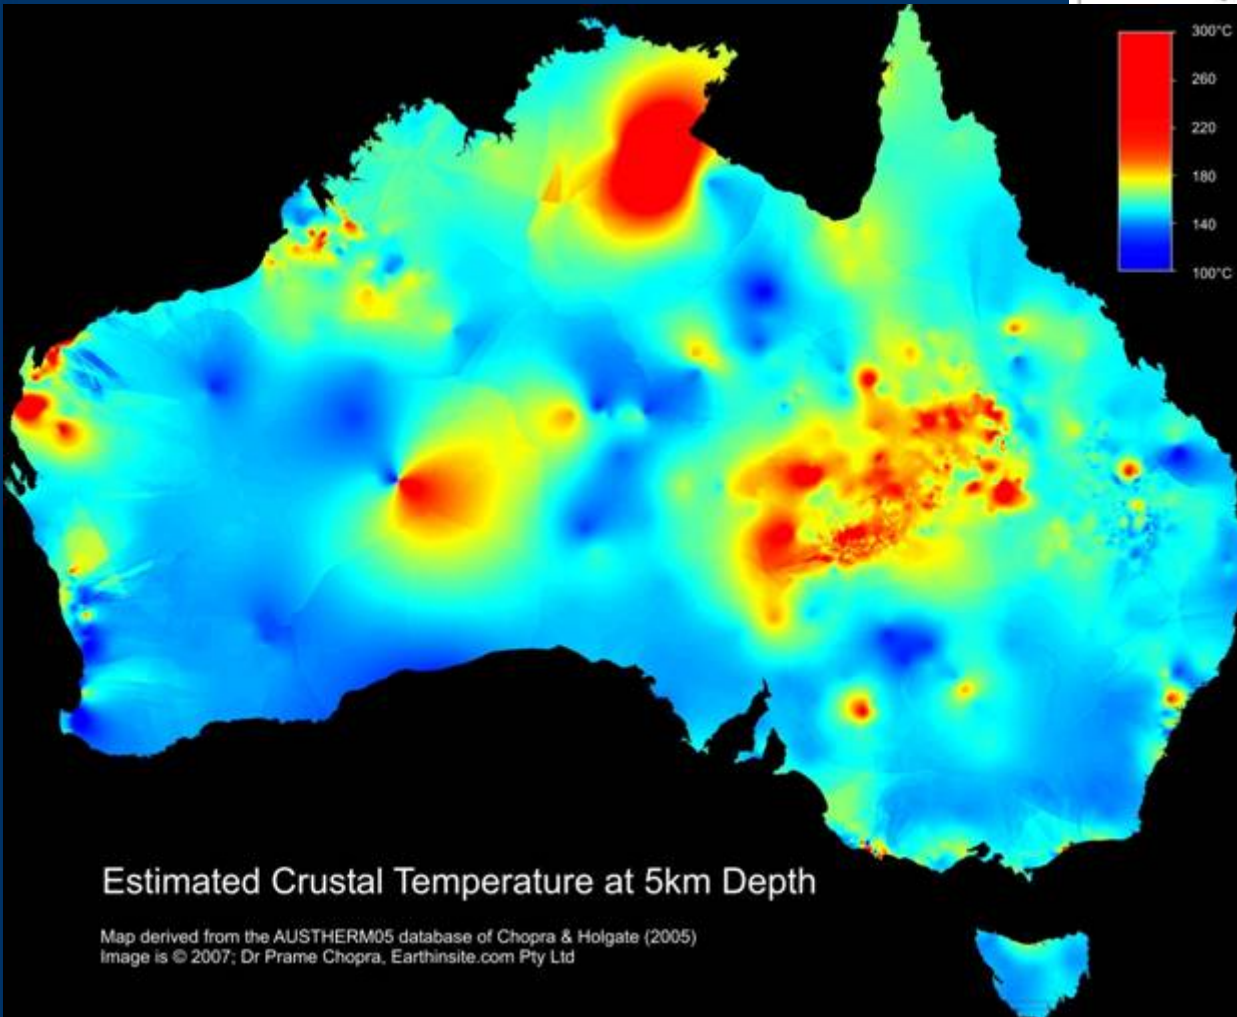 300°C
260
220
180
140
100°C
Estimated Crustal Temperature at 5km Depth
Map derived from the AUSTHERM05 database of Chopra & Holgate (2005)
Image is © 2007; Dr Prame Chopra, Earthinsite.com Pty Ltd